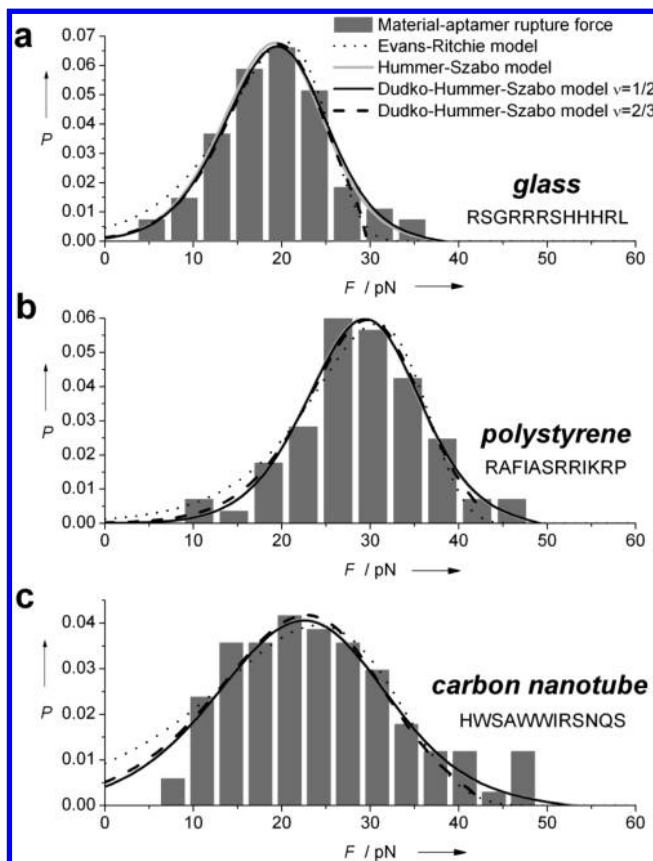 a
Material-aptamer rupture force
Evans-Ritchie model
Hummer-Szabo model
Dudko-Hummer-Szabo model ν=1/2
Dudko-Hummer-Szabo model ν=2/3
0.07
0.06
0.05
0.04
0.03
0.02
0.01
0.00
P
glass
RSGRRRSHHHRL
0 10 20 30 40 50 60
F / pN
b
0.06
0.05
0.04
0.03
0.02
0.01
0.00
P
polystyrene
RAFIASRRIKRP
0 10 20 30 40 50 60
F / pN
c
0.04
0.03
0.02
0.01
0.00
P
carbon nanotube
HWSAWWIRSNQS
0 10 20 30 40 50 60
F / pN